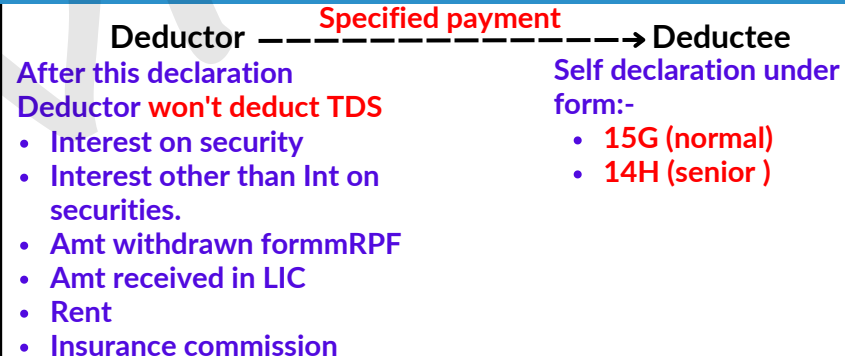 Specified payment
Deductor Deductee
After this declaration
Deductor won't deduct TDS
• Interest on security
• Interest other than Int on
securities.
• Amt withdrawn formmRPF
• Amt received in LIC
• Rent
• Insurance commission
Self declaration under
form:-
• 15G (normal)
• 14H (senior )